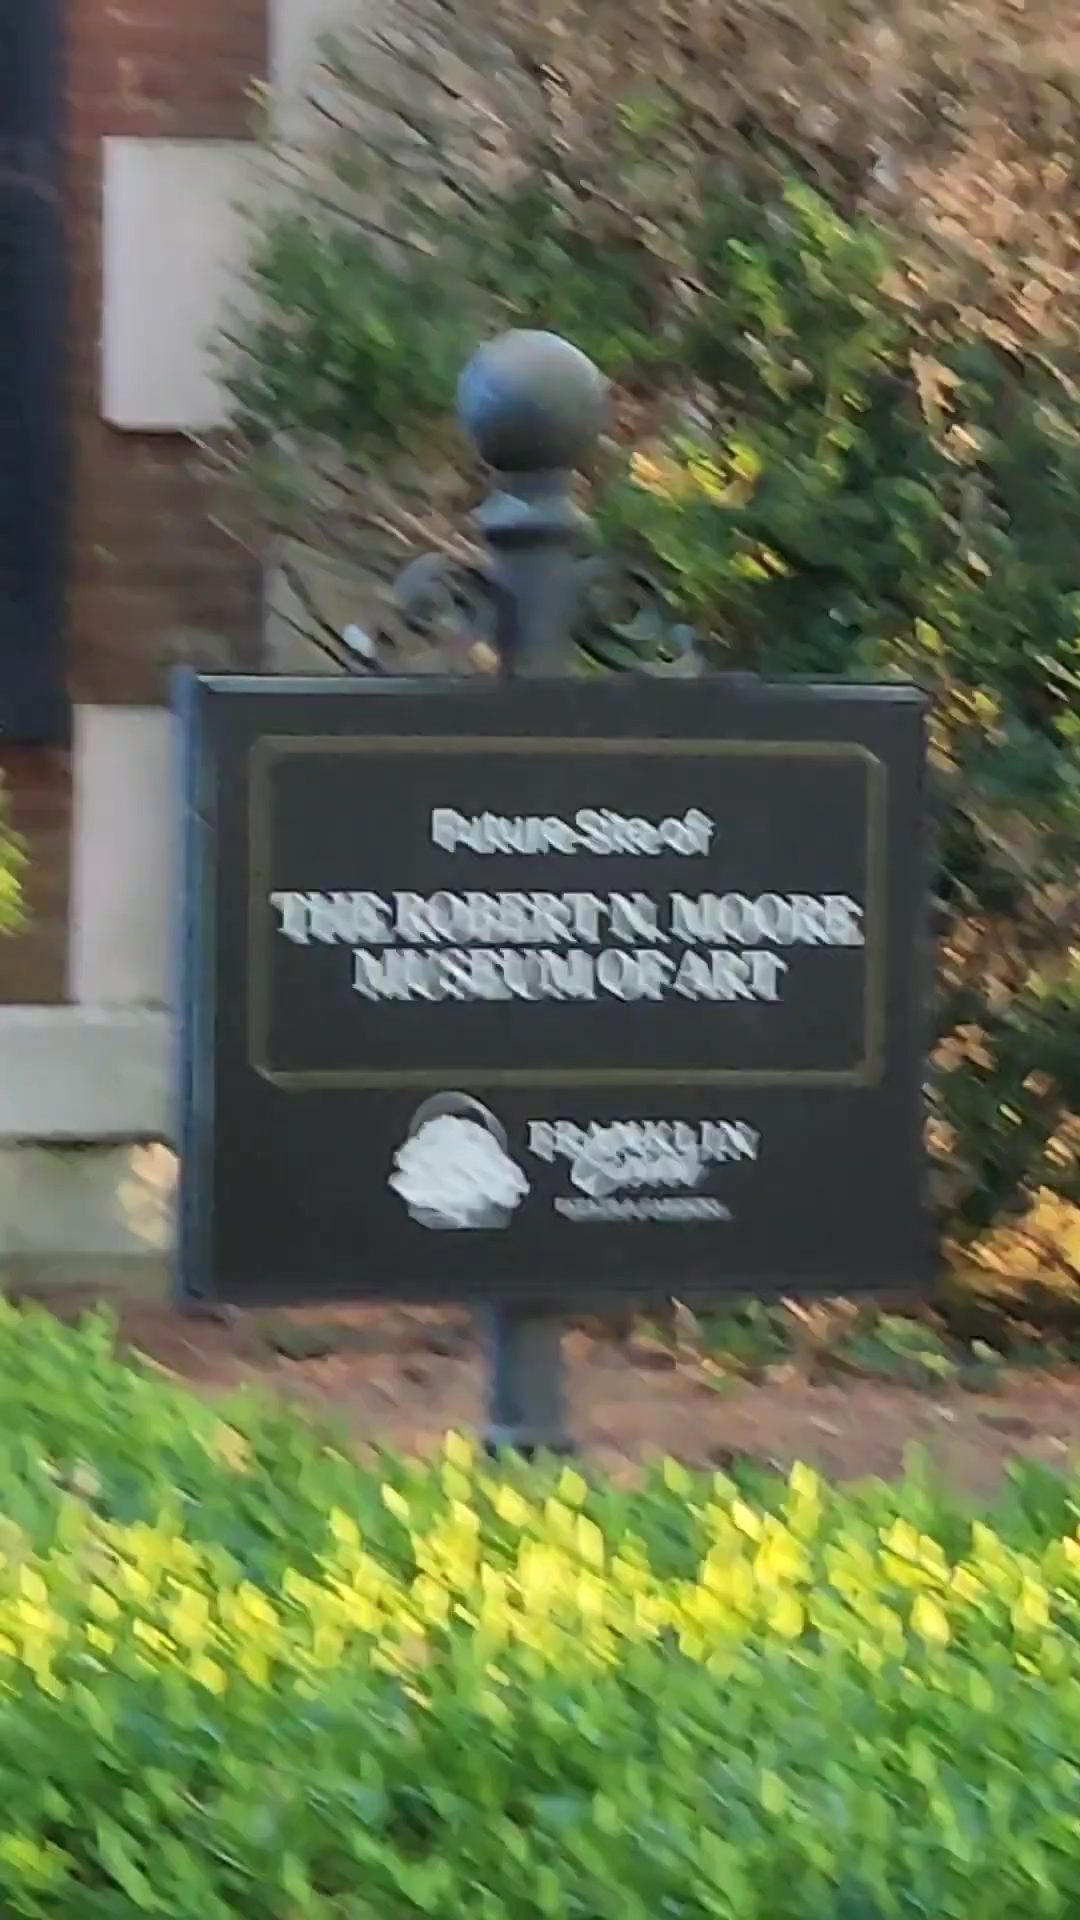 Future Site of
THE ROBERT N. MOORE
MUSEUM OF ART
FRANKLIN